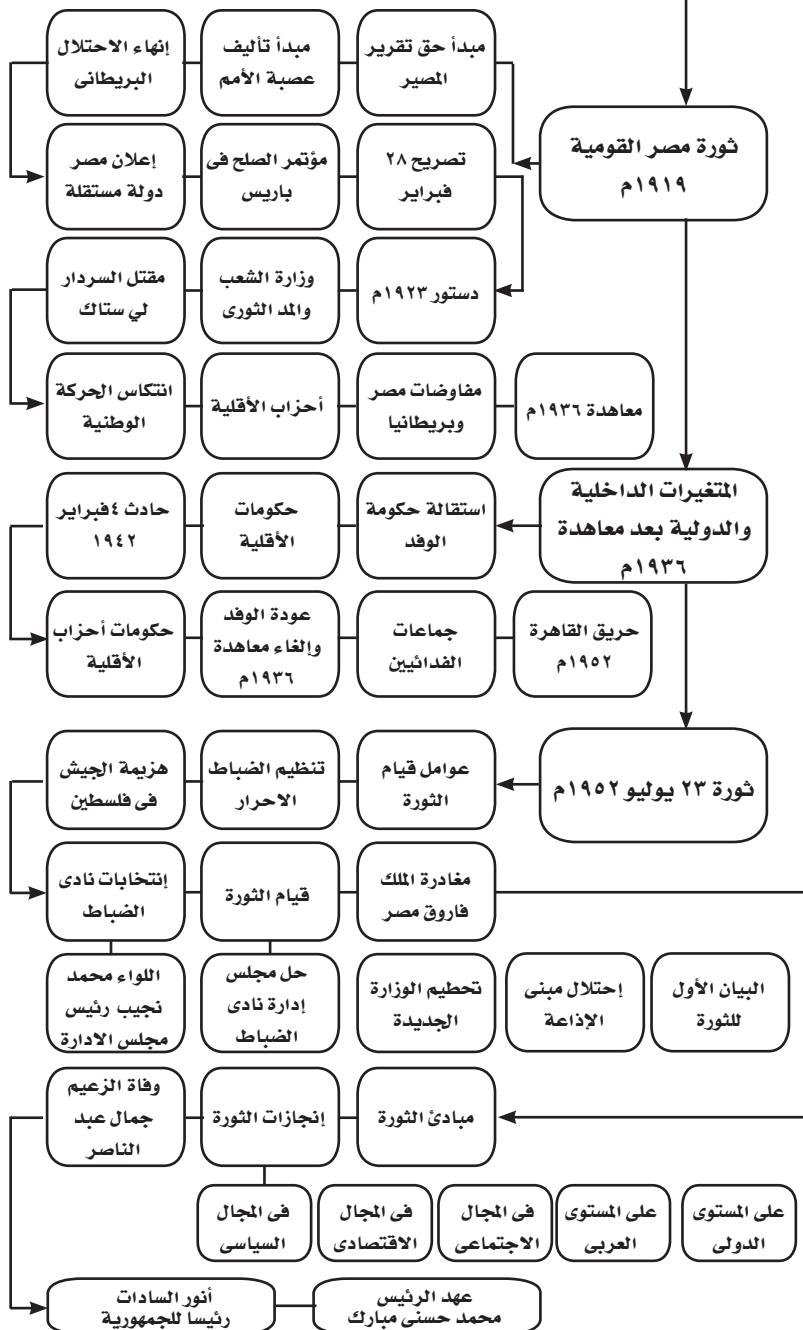 ثورة مصر القومية
١٩١٩م
مبدأ حق تقرير
المصير
مبدأ تأليف
عصبة الأمم
إنهاء الاحتلال
البريطانى
تصريح ٢٨
فبراير
مؤتمر الصلح فى
باريس
إعلان مصر
دولة مستقلة
دستور ١٩٢٣م
وزارة الشعب
والمد الثورى
مقتل السردار
لي ستاك
معاهدة ١٩٣٦م
مفاوضات مصر
وبريطانيا
أحزاب الأقلية
انتكاس الحركة
الوطنية
المتغيرات الداخلية
والدولية بعد معاهدة
١٩٣٦م
استقالة حكومة
الوفد
حكومات
الأقلية
حادث ٤ فبراير
١٩٤٢
حريق القاهرة
١٩٥٢م
جماعات
الفدائيين
عودة الوفد
وإلغاء معاهدة
١٩٣٦م
حكومات أحزاب
الأقلية
ثورة ٢٣ يوليو ١٩٥٢م
عوامل قيام
الثورة
تنظيم الضباط
الاحرار
هزيمة الجيش
فى فلسطين
مغادرة الملك
فاروق مصر
قيام الثورة
إنتخابات نادى
الضباط
البيان الأول
للثورة
إحتلال مبنى
الإذاعة
تحطيم الوزارة
الجديدة
حل مجلس
إدارة نادى
الضباط
اللواء محمد
نجيب رئيس
مجلس الادارة
مبادئ الثورة
إنجازات الثورة
وفاة الزعيم
جمال عبد
الناصر
على المستوى
الدولى
على المستوى
العربى
فى المجال
الاجتماعى
فى المجال
الاقتصادى
فى المجال
السياسى
عهد الرئيس
محمد حسنى مبارك
أنور السادات
رئيسا للجمهورية